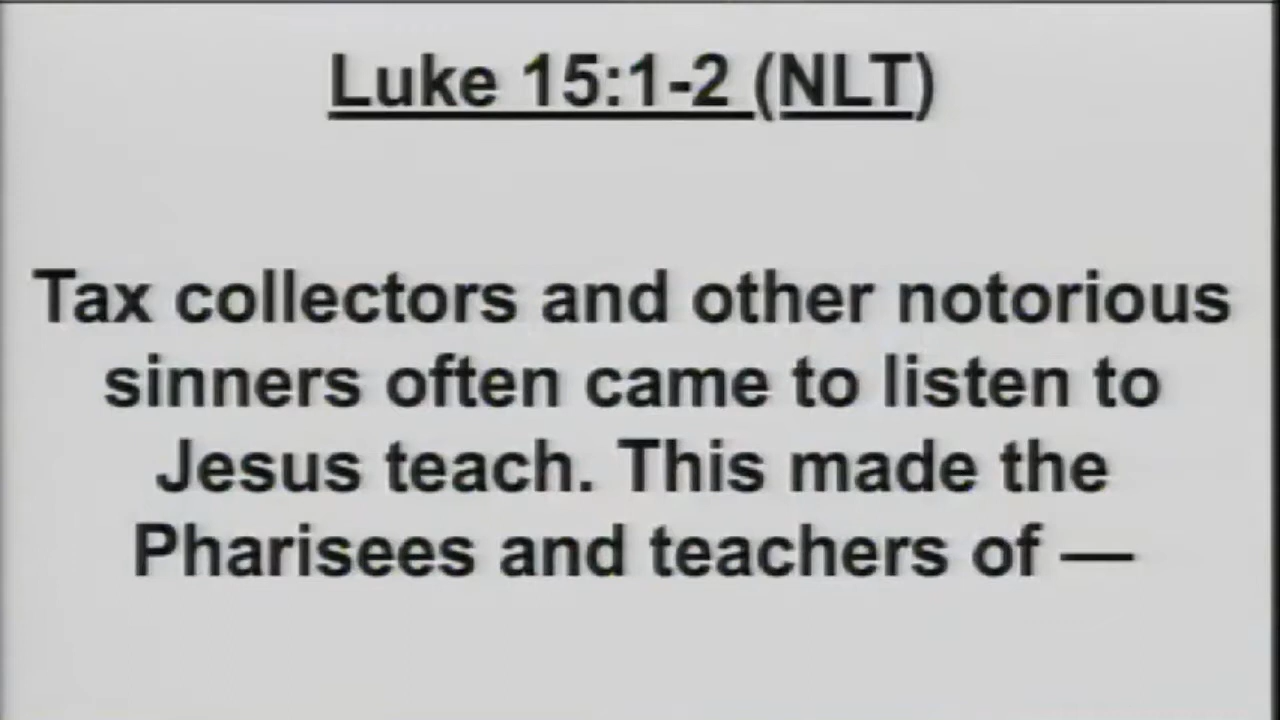 Luke 15:1-2 (NLT)
Tax collectors and other notorious
sinners often came to listen to
Jesus teach. This made the
Pharisees and teachers of —